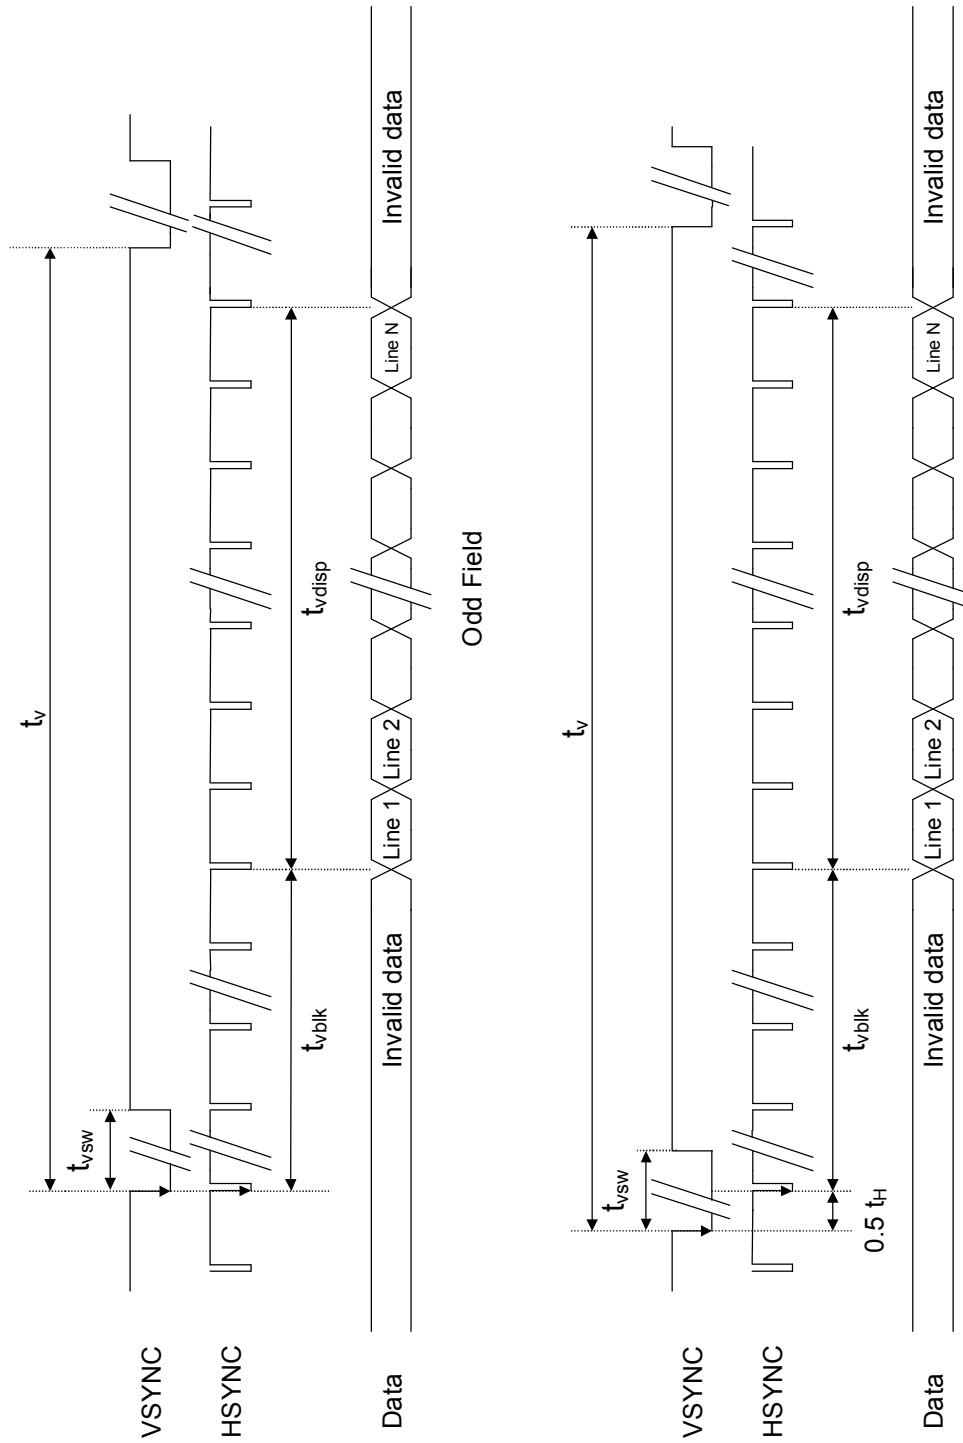 t_v
t_vsw
VSYNC
HSYNC
t_vblk
t_vdisp
Data
Invalid data
Line 1
Line 2
Line N
Invalid data
Odd Field
t_v
t_vsw
VSYNC
HSYNC
0.5 t_H
t_vblk
t_vdisp
Data
Invalid data
Line 1
Line 2
Line N
Invalid data